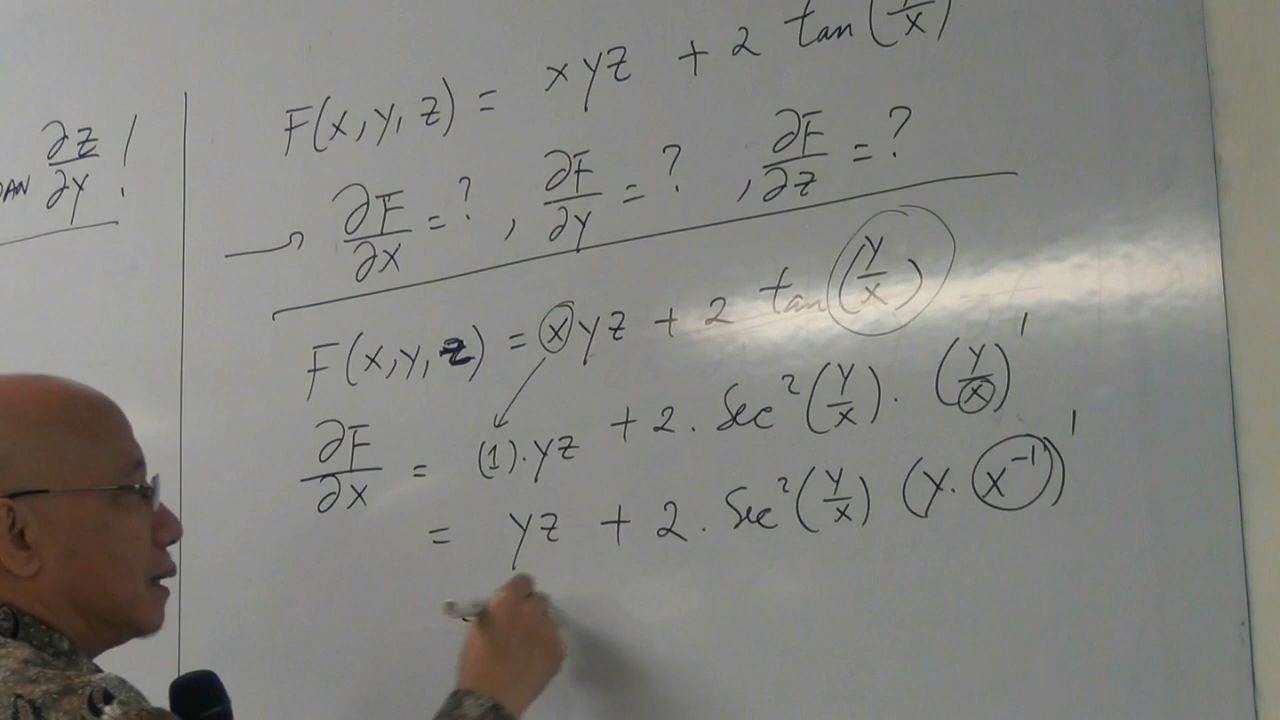 ∂z/∂y !
F(x,y,z) = xyz + 2 tan(y/x)
∂F/∂x = ? , ∂F/∂y = ? , ∂F/∂z = ?
F(x,y,z) = xyz + 2 tan(y/x)
∂F/∂x = (1).yz + 2. Sec²(y/x). (y/x)'
= yz + 2. Sec²(y/x) (y. x⁻¹)'